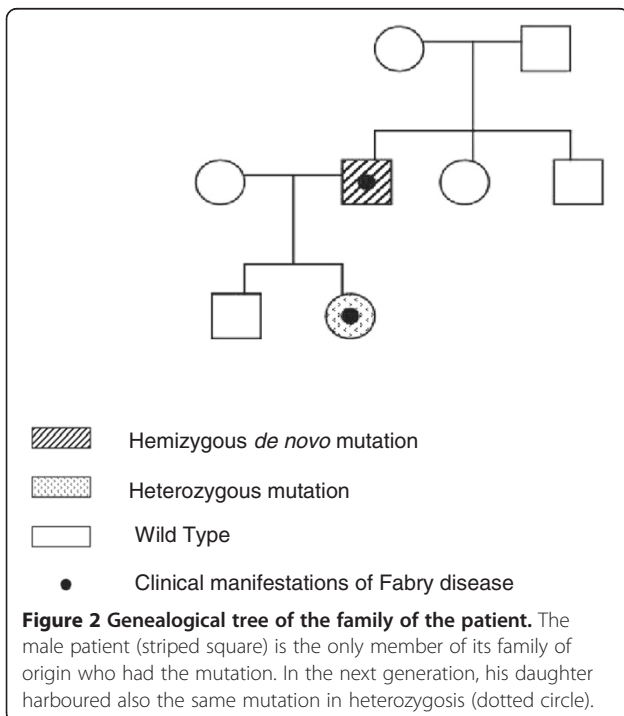 Hemizygous de novo mutation
Heterozygous mutation
Wild Type
Clinical manifestations of Fabry disease
Figure 2 Genealogical tree of the family of the patient. The
male patient (striped square) is the only member of its family of
origin who had the mutation. In the next generation, his daughter
harboured also the same mutation in heterozygosis (dotted circle).